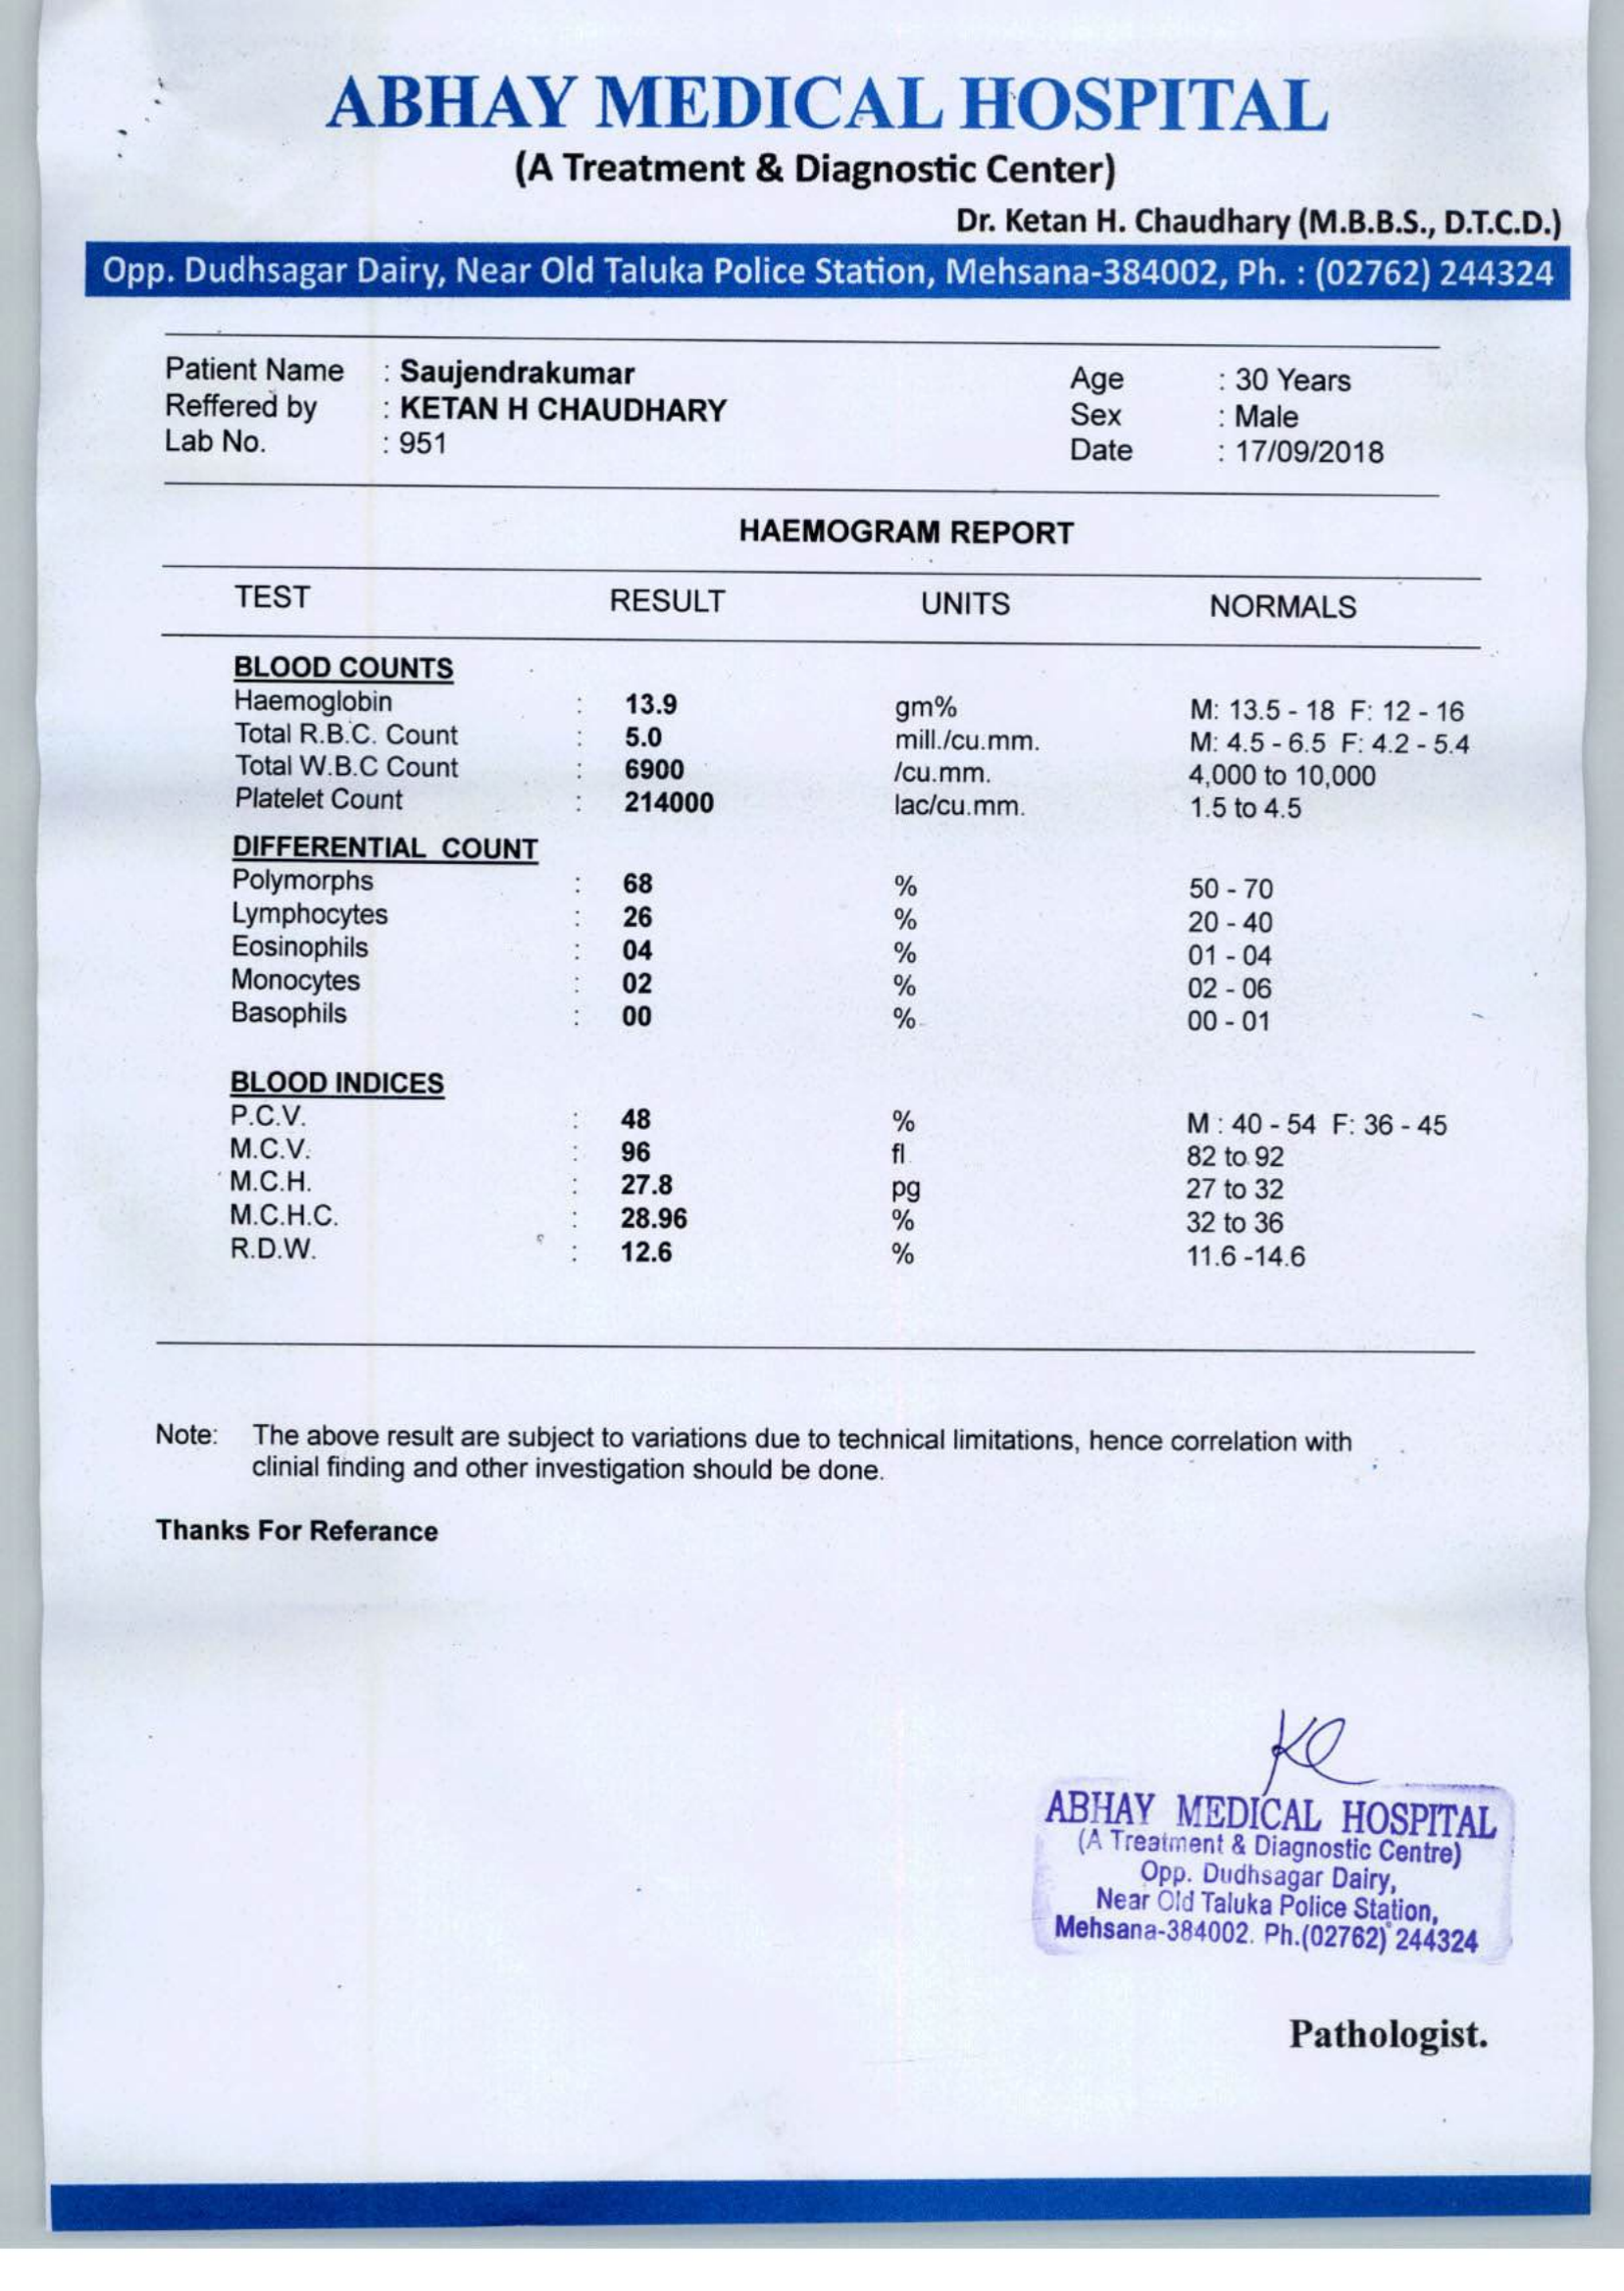 ABHAY MEDICAL HOSPITAL
(A Treatment & Diagnostic Center)
Dr. Ketan H. Chaudhary (M.B.B.S., D.T.C.D.)
Opp. Dudhsagar Dairy, Near Old Taluka Police Station, Mehsana-384002, Ph. : (02762) 244324
Patient Name : Saujendrakumar Age : 30 Years
Reffered by : KETAN H CHAUDHARY Sex : Male
Lab No. : 951 Date : 17/09/2018
HAEMOGRAM REPORT
TEST RESULT UNITS NORMALS
BLOOD COUNTS
Haemoglobin : 13.9 gm% M: 13.5 - 18 F: 12 - 16
Total R.B.C. Count : 5.0 mill./cu.mm. M: 4.5 - 6.5 F: 4.2 - 5.4
Total W.B.C Count : 6900 /cu.mm. 4,000 to 10,000
Platelet Count : 214000 lac/cu.mm. 1.5 to 4.5
DIFFERENTIAL COUNT
Polymorphs : 68 % 50 - 70
Lymphocytes : 26 % 20 - 40
Eosinophils : 04 % 01 - 04
Monocytes : 02 % 02 - 06
Basophils : 00 % 00 - 01
BLOOD INDICES
P.C.V. : 48 % M : 40 - 54 F: 36 - 45
M.C.V. : 96 fl 82 to 92
M.C.H. : 27.8 pg 27 to 32
M.C.H.C. : 28.96 % 32 to 36
R.D.W. : 12.6 % 11.6 -14.6
Note: The above result are subject to variations due to technical limitations, hence correlation with
clinial finding and other investigation should be done.
Thanks For Referance
ABHAY MEDICAL HOSPITAL
(A Treatment & Diagnostic Centre)
Opp. Dudhsagar Dairy,
Near Old Taluka Police Station,
Mehsana-384002. Ph.(02762) 244324
Pathologist.